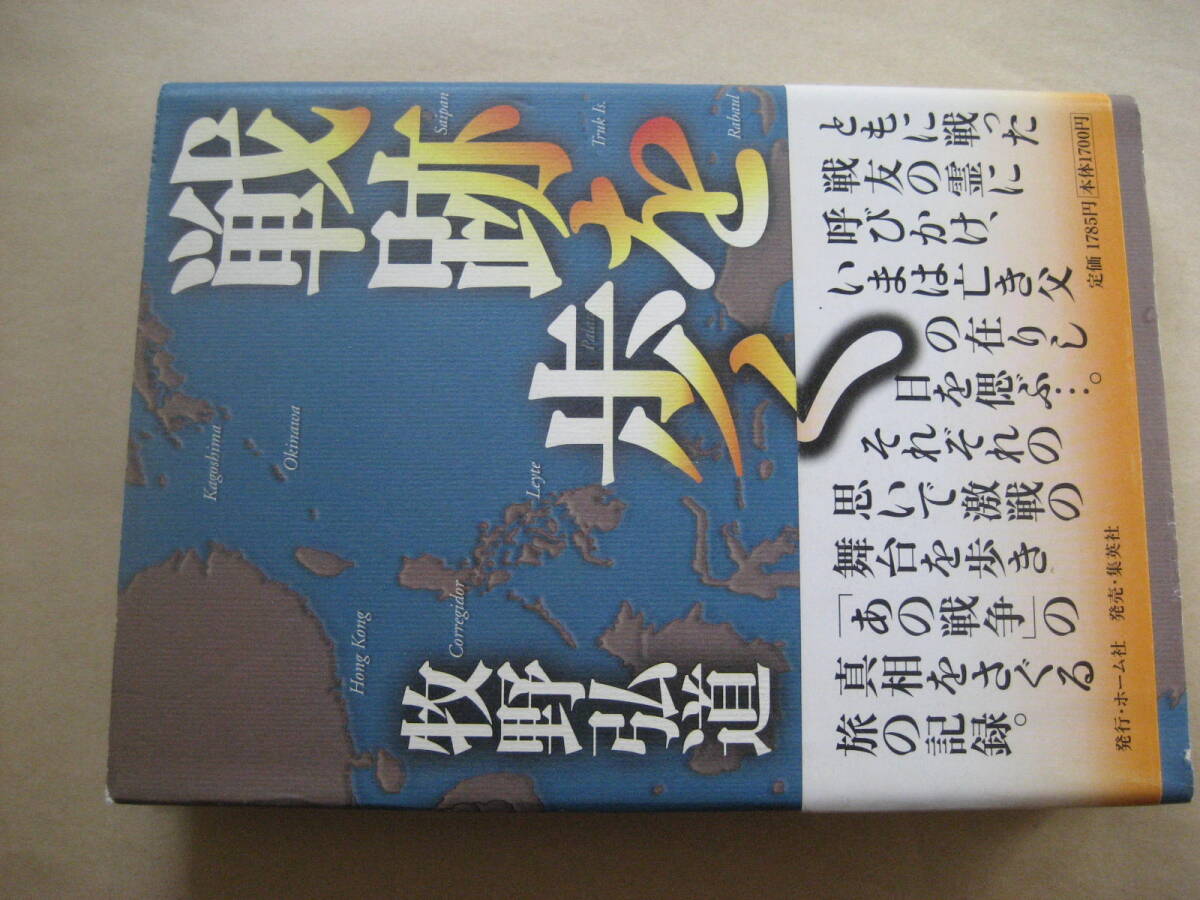 戦跡を
歩く
牧野弘道
Saipan
Truk Is.
Rabaul
Palau
Kagoshima
Okinawa
Leyte
Hong Kong
Corregidor
ともに戦った
戦友の霊に
呼びかけ、
いまは亡き父
の在りし
日を偲ぶ…。
それぞれの
思いで激戦の
舞台を歩き
「あの戦争」の
真相をさぐる
旅の記録。
発行・ホーム社 発売・集英社
定価 1785円 本体1700円